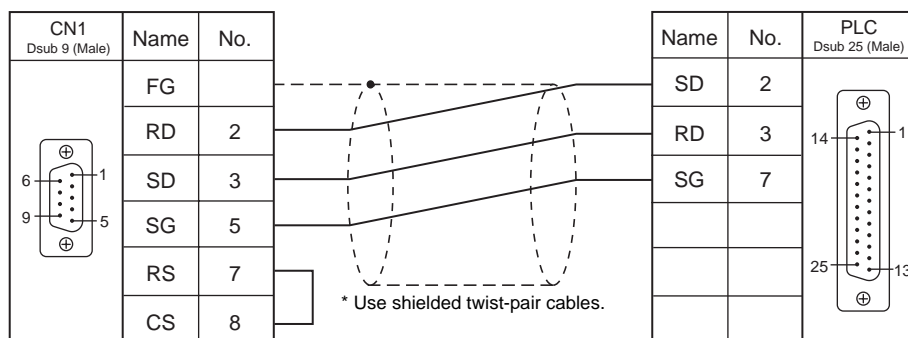 CN1
Dsub 9 (Male)
Name No.
FG
RD 2
SD 3
SG 5
RS 7
CS 8
6
1
9
5
* Use shielded twist-pair cables.
Name No.
SD 2
RD 3
SG 7
PLC
Dsub 25 (Male)
14
1
25
13